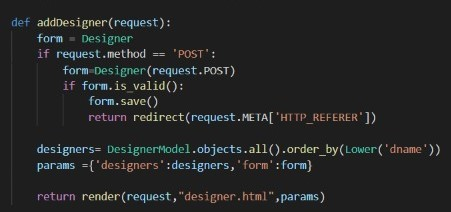 def addDesigner(request):
    form = Designer
    if request.method == 'POST':
        form=Designer(request.POST)
        if form.is_valid():
            form.save()
            return redirect(request.META['HTTP_REFERER'])
    designers= DesignerModel.objects.all().order_by(Lower('dname'))
    params ={'designers':designers,'form':form}
    return render(request,"designer.html",params)